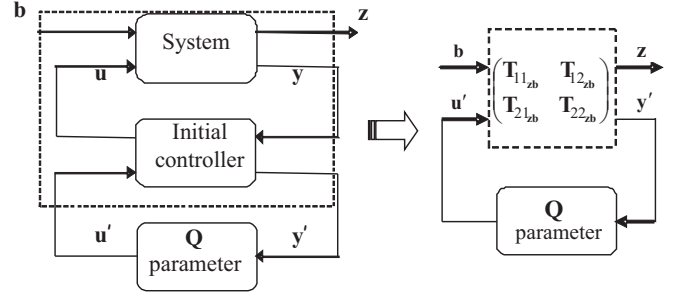 b
System
z
u
y
Initial
controller
u′
Q
parameter
y′
b
z
T11zb T12zb
T21zb T22zb
u′
y′
Q
parameter